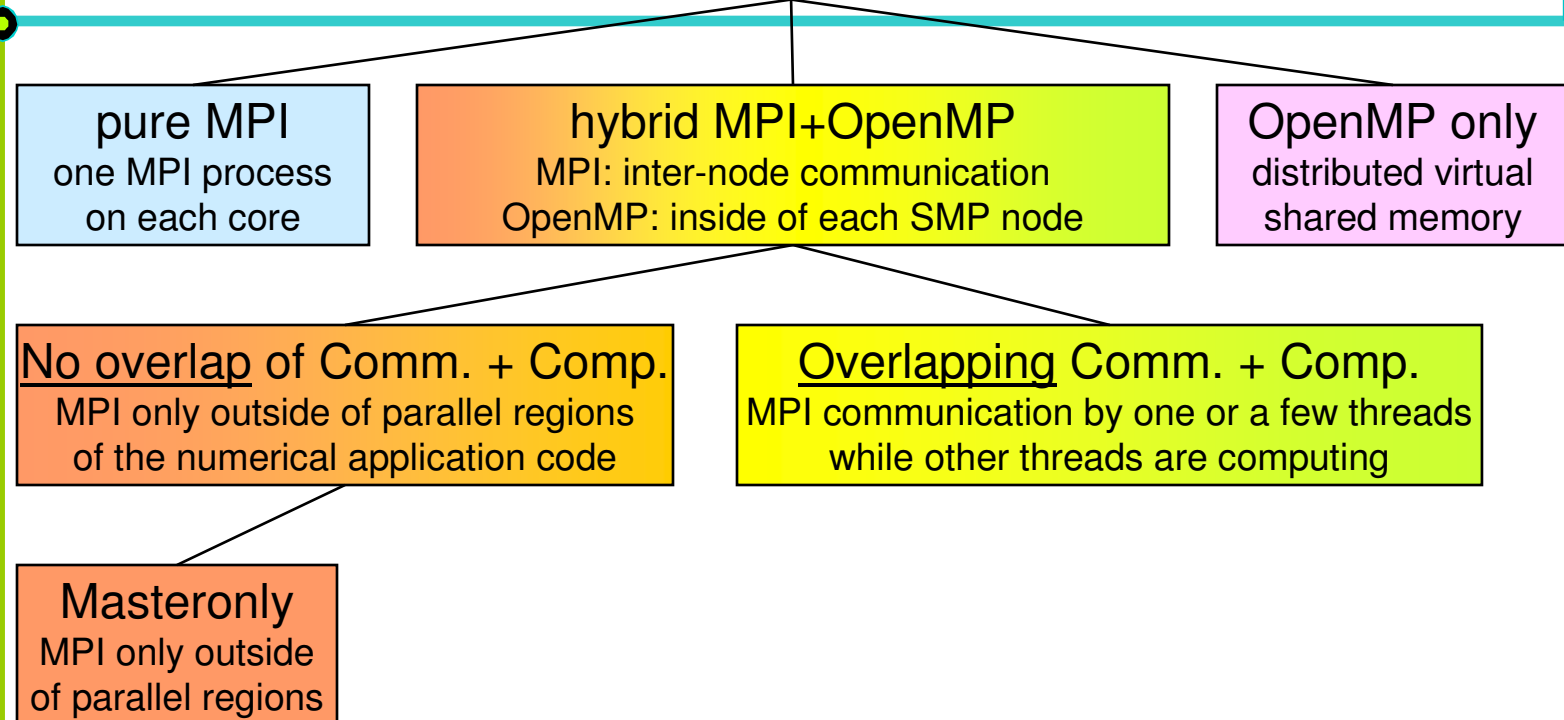 pure MPI
one MPI process
on each core
hybrid MPI+OpenMP
MPI: inter-node communication
OpenMP: inside of each SMP node
OpenMP only
distributed virtual
shared memory
No overlap of Comm. + Comp.
MPI only outside of parallel regions
of the numerical application code
Overlapping Comm. + Comp.
MPI communication by one or a few threads
while other threads are computing
Masteronly
MPI only outside
of parallel regions